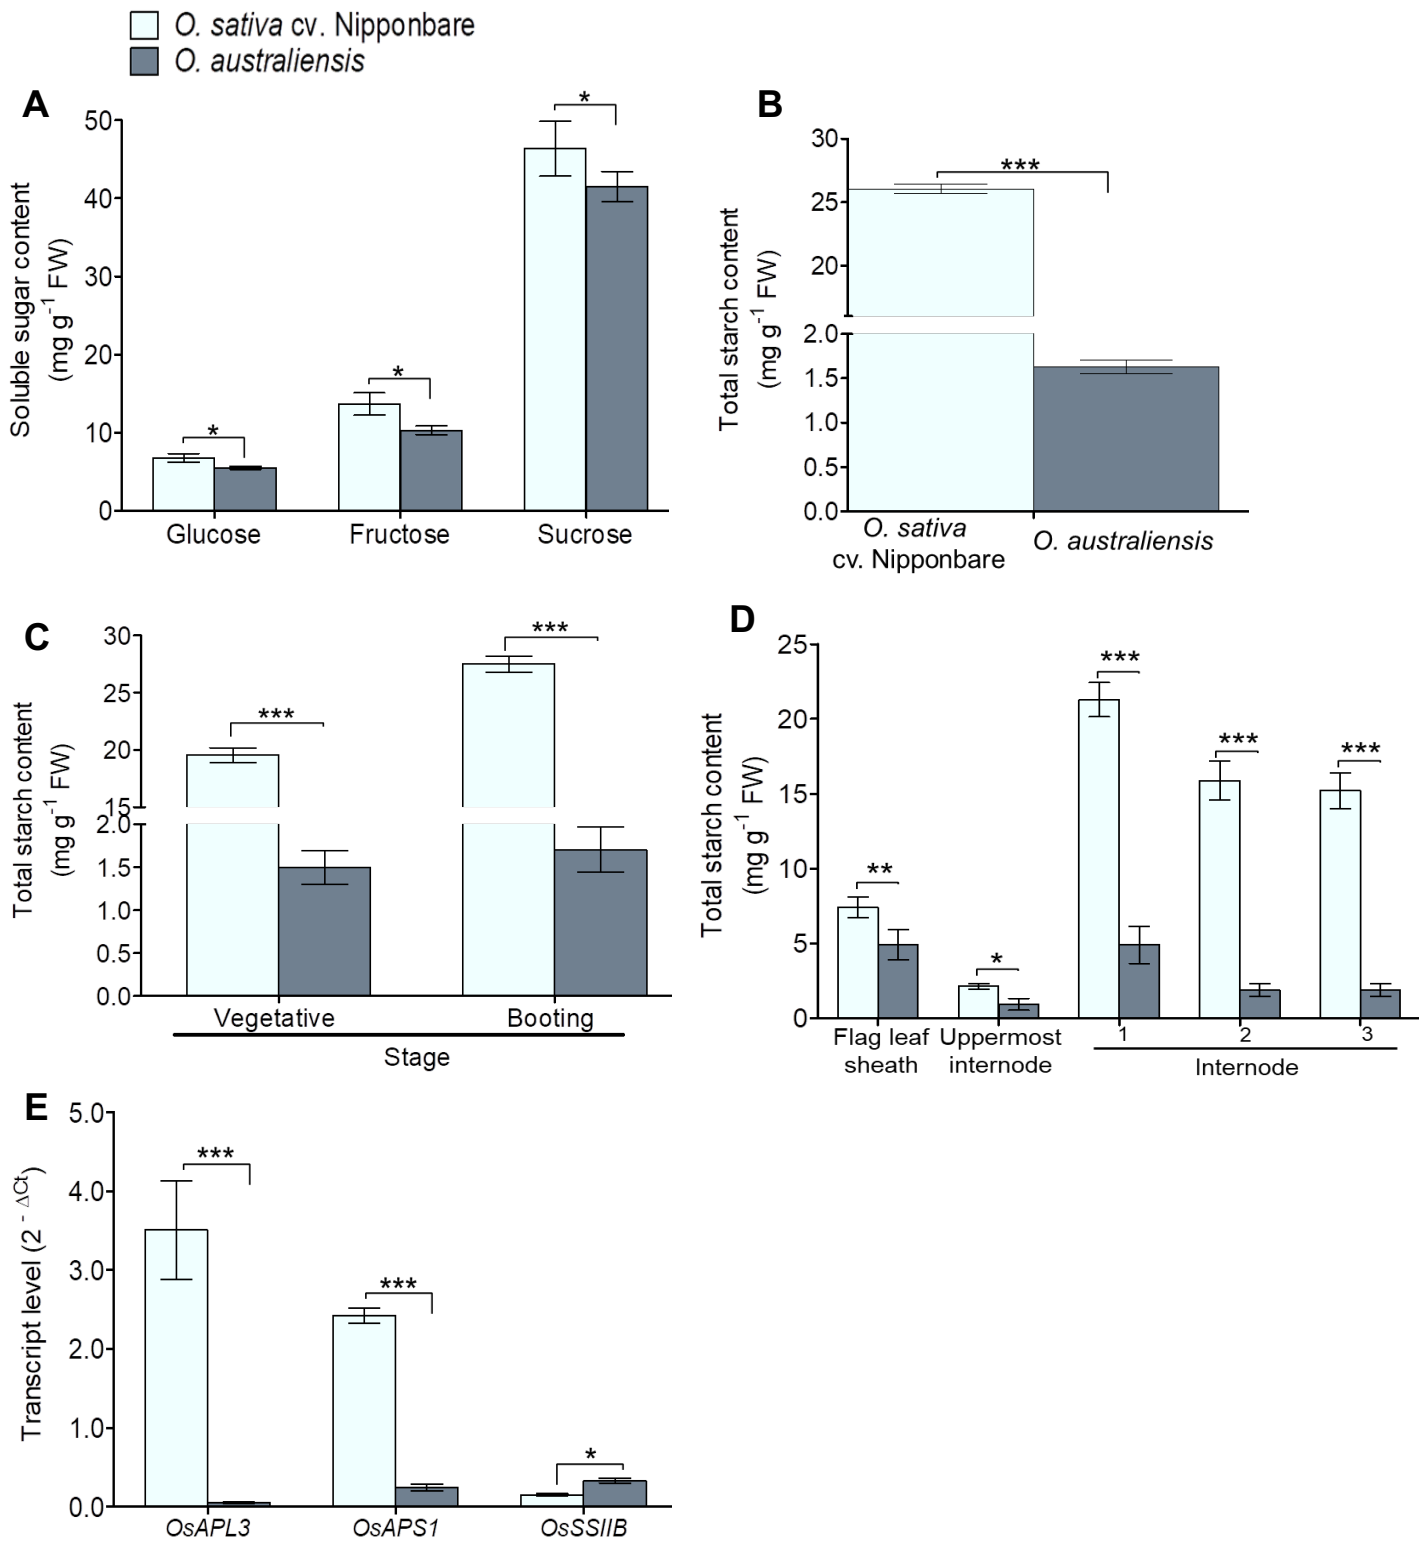 O. sativa cv. Nipponbare
O. australiensis
A
Soluble sugar content
(mg g⁻¹ FW)
50
40
30
20
10
0
*
*
*
Glucose
Fructose
Sucrose
B
Total starch content
(mg g⁻¹ FW)
30
25
20
2.0
1.5
1.0
0.5
0.0
***
O. sativa
cv. Nipponbare
O. australiensis
C
Total starch content
(mg g⁻¹ FW)
30
25
20
15
2.0
1.5
1.0
0.5
0.0
***
***
Vegetative
Booting
Stage
D
Total starch content
(mg g⁻¹ FW)
25
20
15
10
5
0
**
*
***
***
***
Flag leaf
sheath
Uppermost
internode
1
2
3
Internode
E
Transcript level (2 ⁻ ΔCt)
5.0
4.0
3.0
2.0
1.0
0.0
***
***
*
OsAPL3
OsAPS1
OsSSIIB